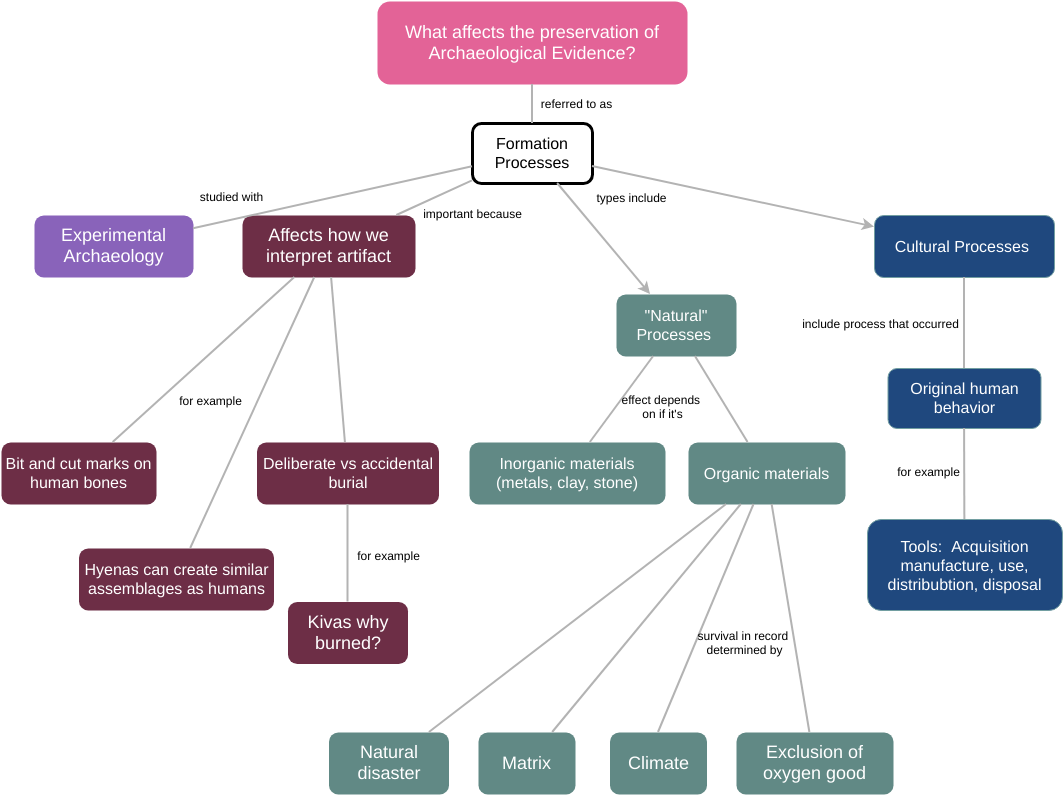 What affects the preservation of
Archaeological Evidence?
referred to as
Formation
Processes
studied with
important because
types include
Experimental
Archaeology
Affects how we
interpret artifact
Cultural Processes
"Natural"
Processes
include process that occurred
for example
effect depends
on if it's
Original human
behavior
Bit and cut marks on
human bones
Deliberate vs accidental
burial
Inorganic materials
(metals, clay, stone)
Organic materials
for example
Hyenas can create similar
assemblages as humans
for example
Tools:  Acquisition
manufacture, use,
distribubtion, disposal
Kivas why
burned?
survival in record
determined by
Natural
disaster
Matrix
Climate
Exclusion of
oxygen good